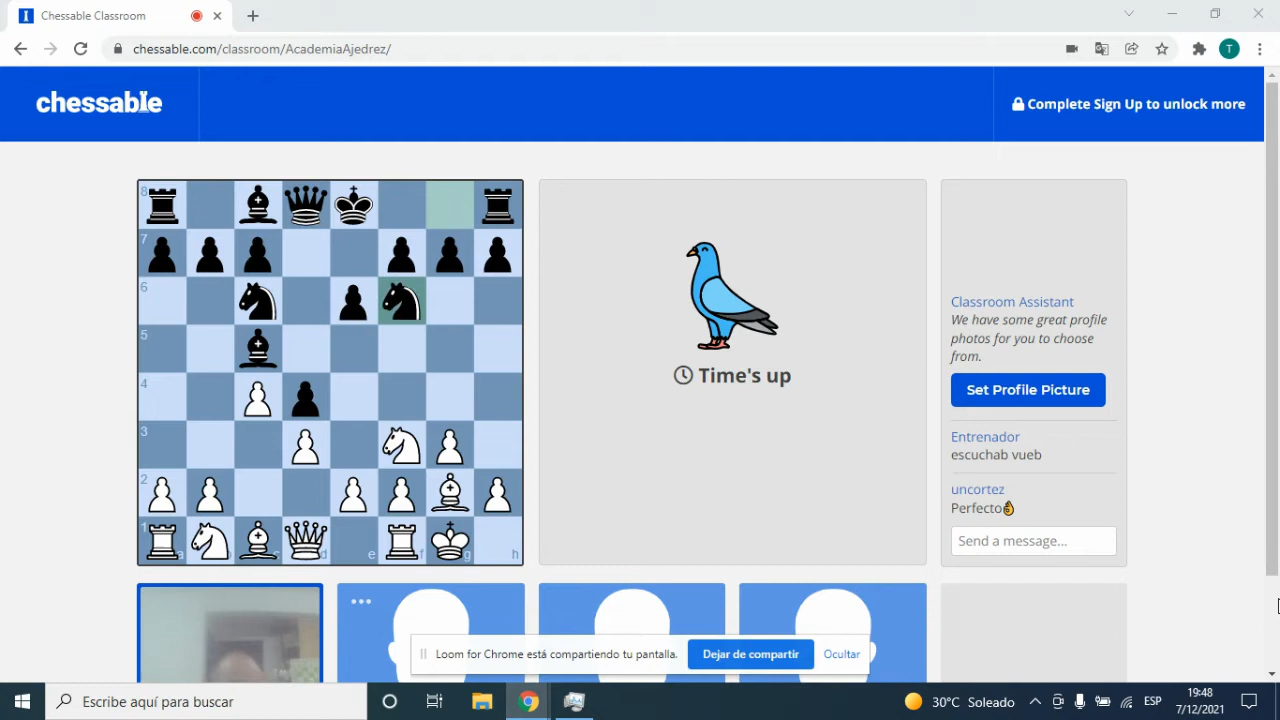 Chessable Classroom
chessable.com/classroom/AcademiaAjedrez/
T
chessable
Complete Sign Up to unlock more
8
7
6
5
4
3
2
1
a
c
d
e
f
g
h
Time's up
Classroom Assistant
We have some great profile
photos for you to choose
from.
Set Profile Picture
Entrenador
escuchab vueb
uncortez
Perfecto👌
Send a message...
Loom for Chrome está compartiendo tu pantalla.
Dejar de compartir
Ocultar
Escribe aquí para buscar
30°C Soleado
ESP
19:48
7/12/2021